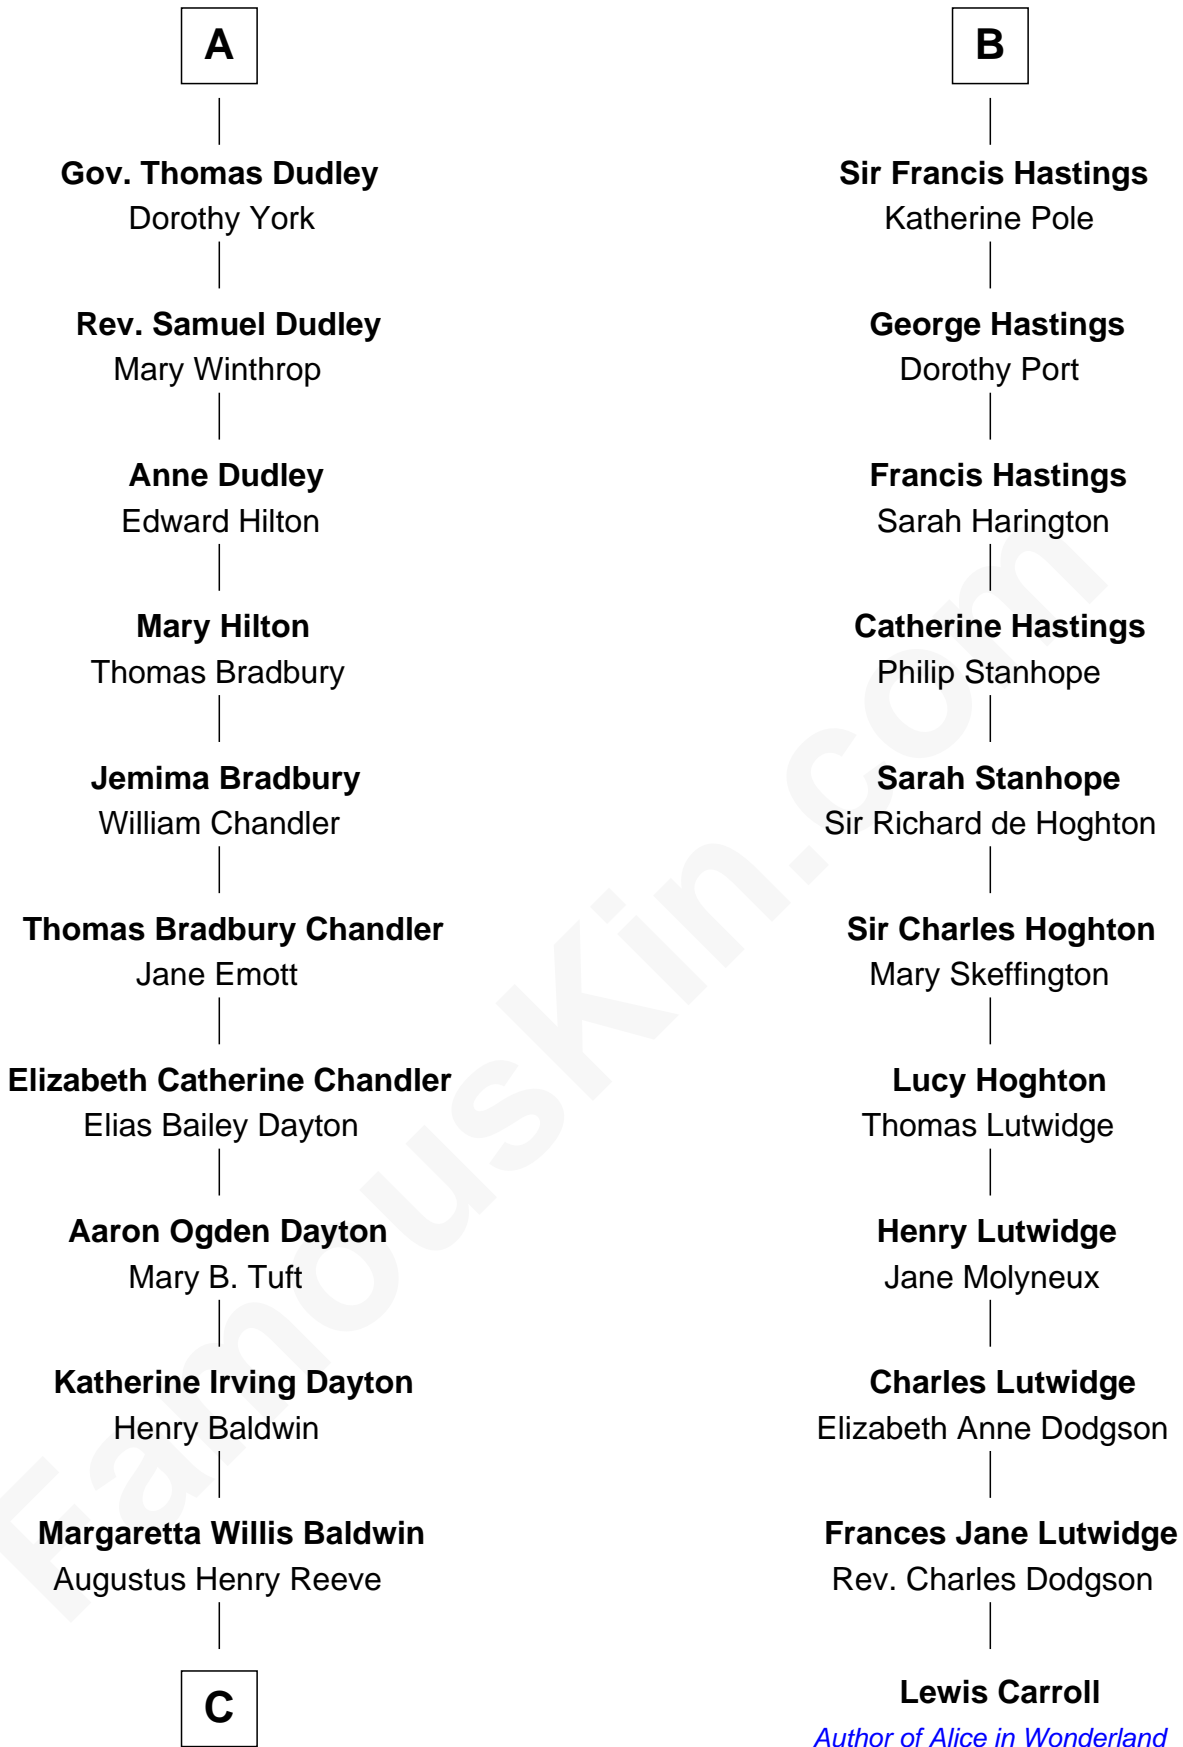 A
Gov. Thomas Dudley
Dorothy York
Rev. Samuel Dudley
Mary Winthrop
Anne Dudley
Edward Hilton
Mary Hilton
Thomas Bradbury
Jemima Bradbury
William Chandler
Thomas Bradbury Chandler
Jane Emott
Elizabeth Catherine Chandler
Elias Bailey Dayton
Aaron Ogden Dayton
Mary B. Tuft
Katherine Irving Dayton
Henry Baldwin
Margaretta Willis Baldwin
Augustus Henry Reeve
C
B
Sir Francis Hastings
Katherine Pole
George Hastings
Dorothy Port
Francis Hastings
Sarah Harington
Catherine Hastings
Philip Stanhope
Sarah Stanhope
Sir Richard de Hoghton
Sir Charles Hoghton
Mary Skeffington
Lucy Hoghton
Thomas Lutwidge
Henry Lutwidge
Jane Molyneux
Charles Lutwidge
Elizabeth Anne Dodgson
Frances Jane Lutwidge
Rev. Charles Dodgson
Lewis Carroll
Author of Alice in Wonderland
FamousKin.com